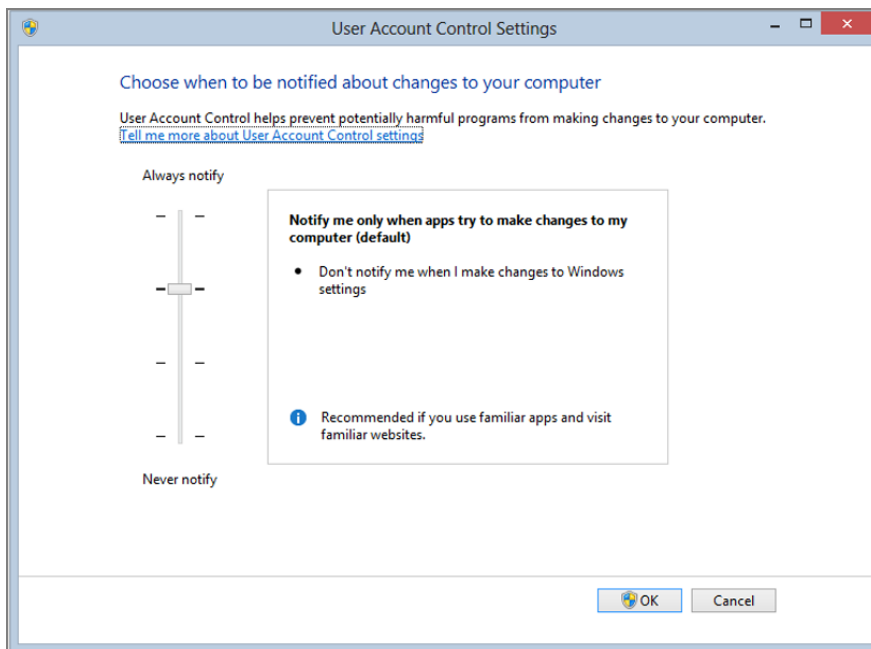 User Account Control Settings
Choose when to be notified about changes to your computer
User Account Control helps prevent potentially harmful programs from making changes to your computer.
Tell me more about User Account Control settings
Always notify
Notify me only when apps try to make changes to my
computer (default)
Don't notify me when I make changes to Windows
settings
Recommended if you use familiar apps and visit
familiar websites.
Never notify
OK
Cancel